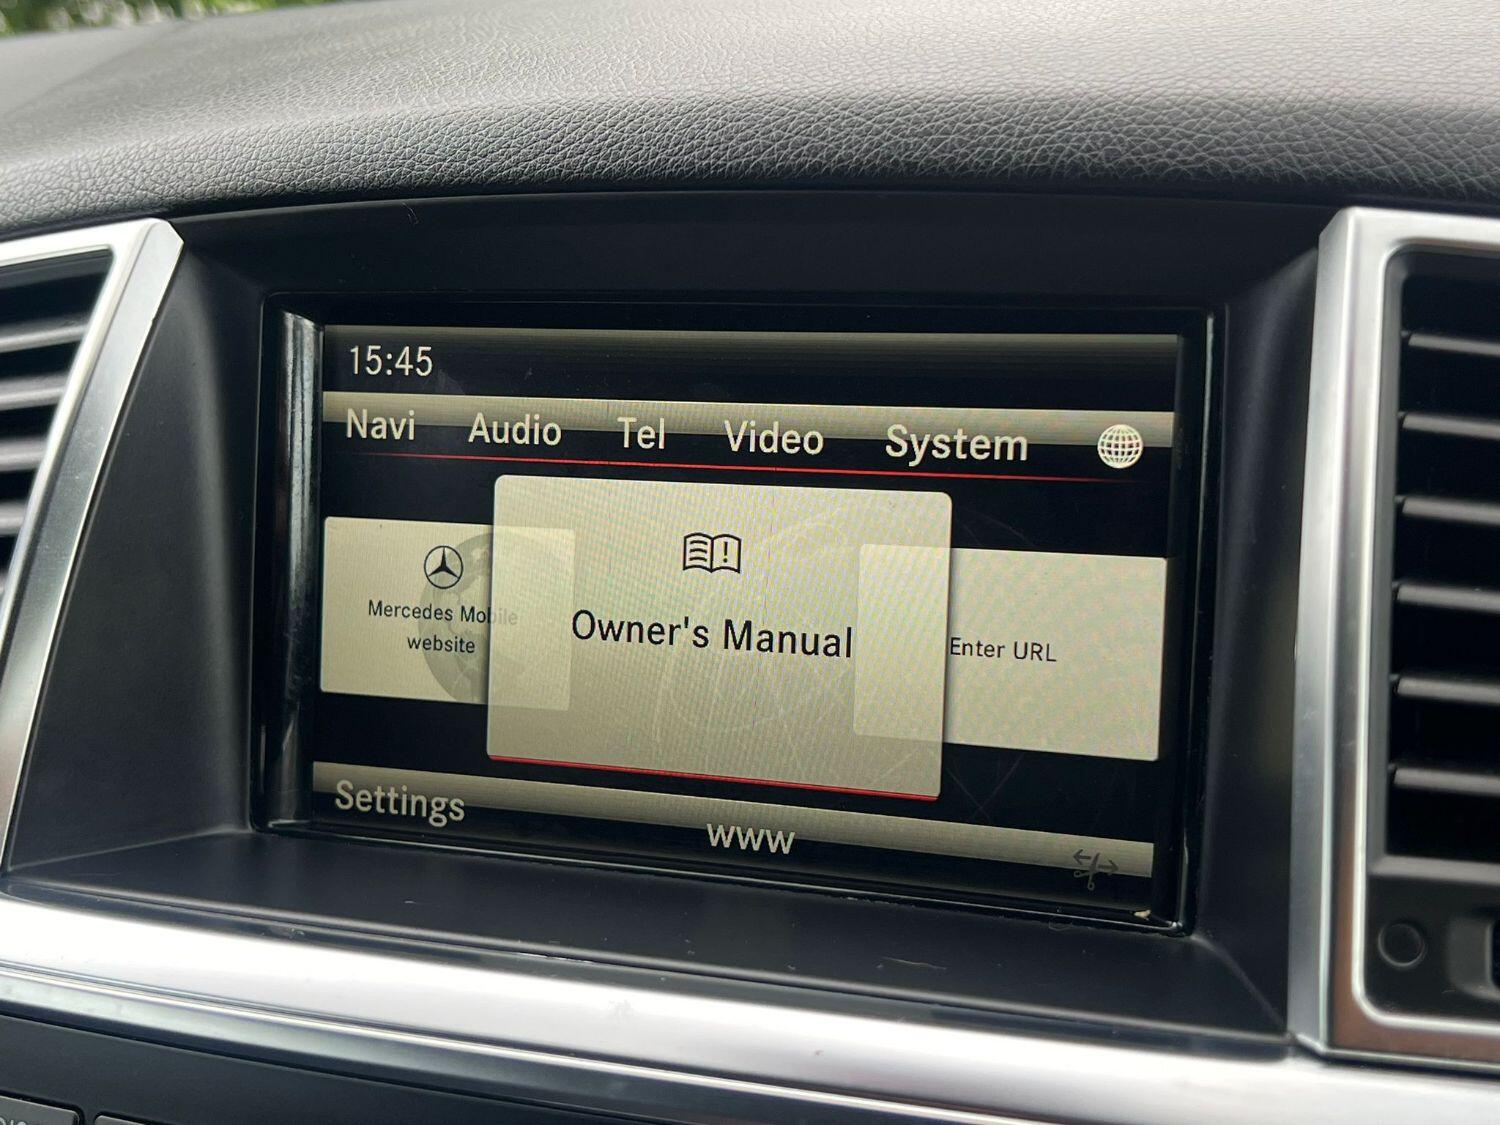 15:45
Navi Audio Tel Video System
Mercedes Mobile
website
Owner's Manual
Enter URL
Settings
www